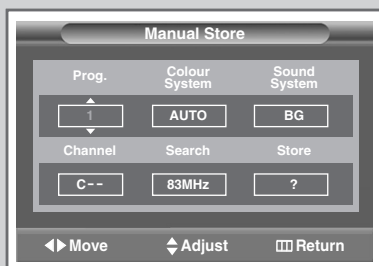 Manual Store
Prog. Colour System Sound System
1 AUTO BG
Channel Search Store
C-- 83MHz ?
Move Adjust Return